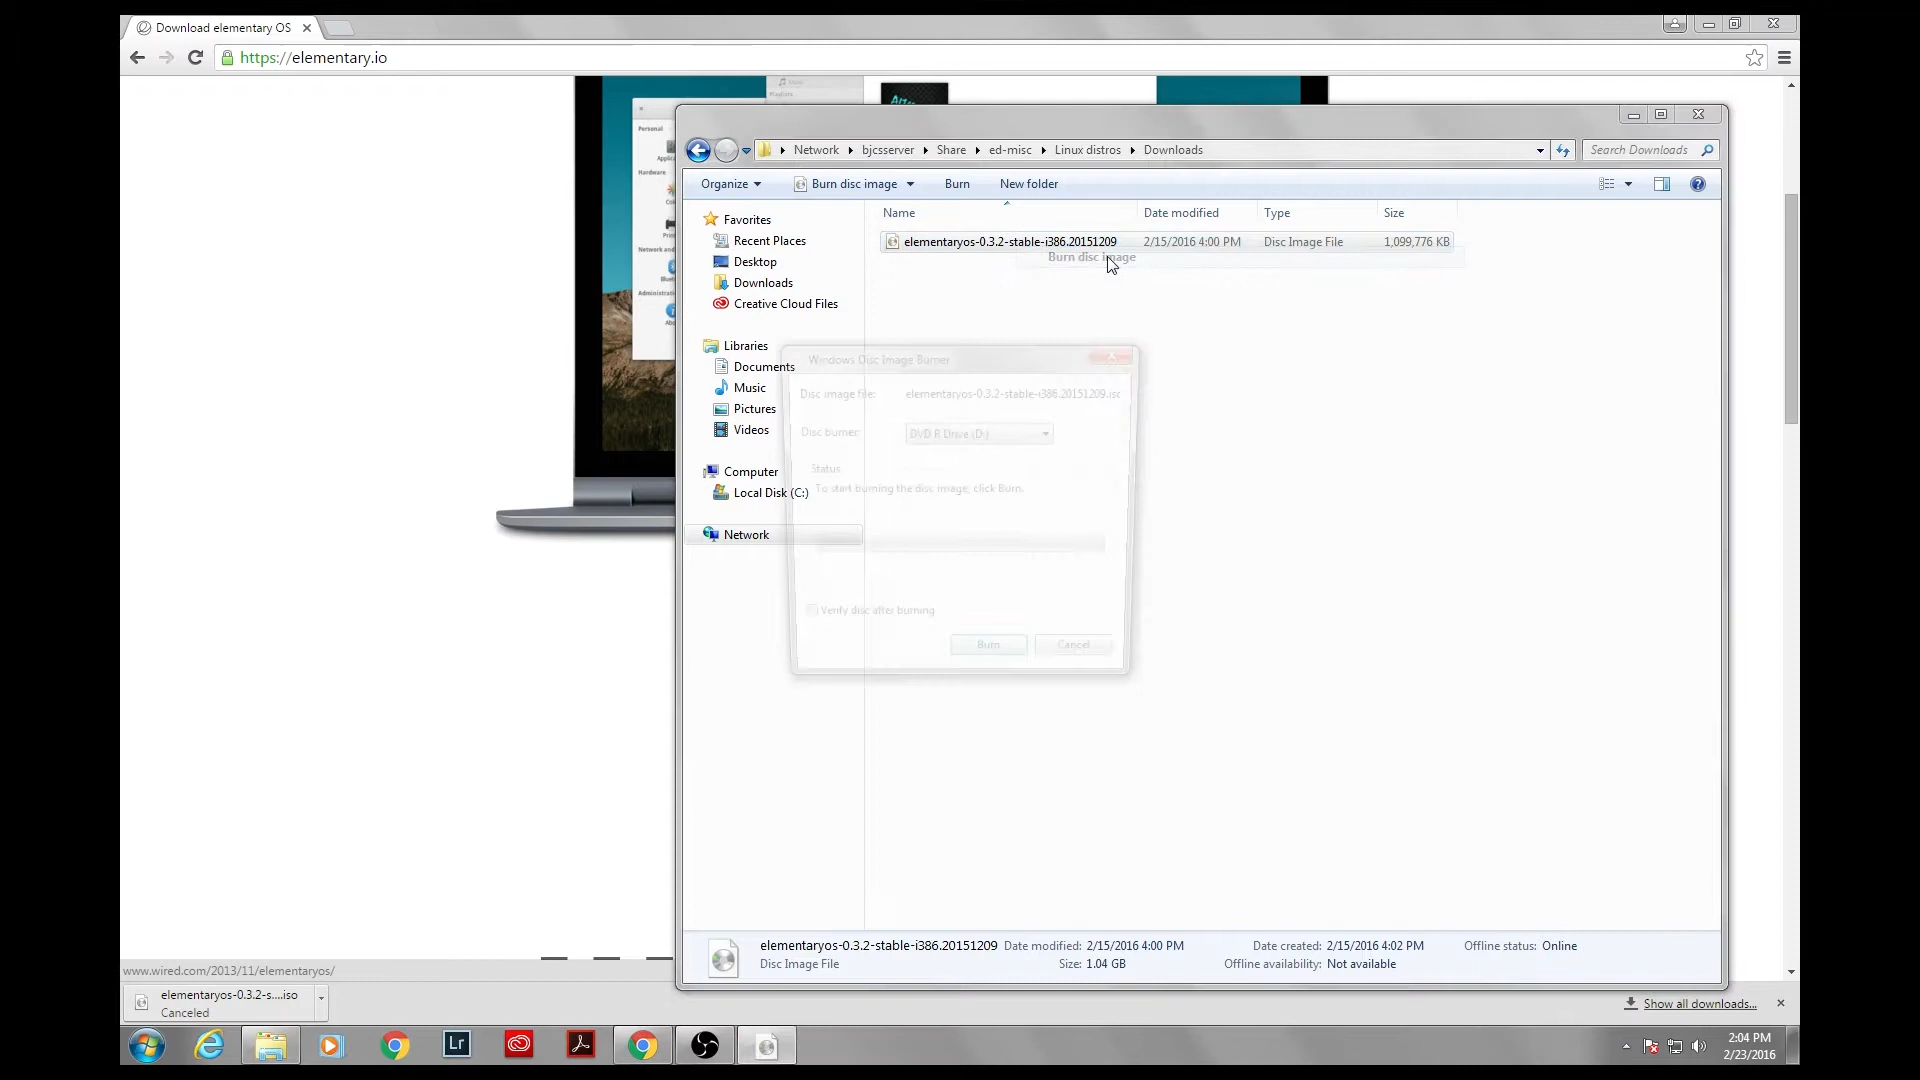 Download elementary OS
https://elementary.io
Personal
Hardware
Network » bjcsserver » Share » ed-misc » Linux distros » Downloads
Search Downloads
Organize
Burn disc image
Burn
New folder
Name
Date modified
Type
Size
elementaryos-0.3.2-stable-i386.20151209
2/15/2016 4:00 PM
Disc Image File
1,099,776 KB
Burn disc image
Favorites
Recent Places
Desktop
Downloads
Creative Cloud Files
Libraries
Documents
Music
Pictures
Videos
Computer
Local Disk (C:)
Network
Windows Disc Image Burner
Disc image file:
elementaryos-0.3.2-stable-i386.20151209.iso
Disc burner:
DVD R Drive (D:)
Status
To start burning the disc image, click Burn.
Verify disc after burning
Burn
Cancel
elementaryos-0.3.2-stable-i386.20151209
Date modified: 2/15/2016 4:00 PM
Date created: 2/15/2016 4:02 PM
Offline status: Online
Disc Image File
Size: 1.04 GB
Offline availability: Not available
www.wired.com/2013/11/elementaryos/
elementaryos-0.3.2-s....iso
Canceled
Show all downloads...
Lr
2:04 PM
2/23/2016